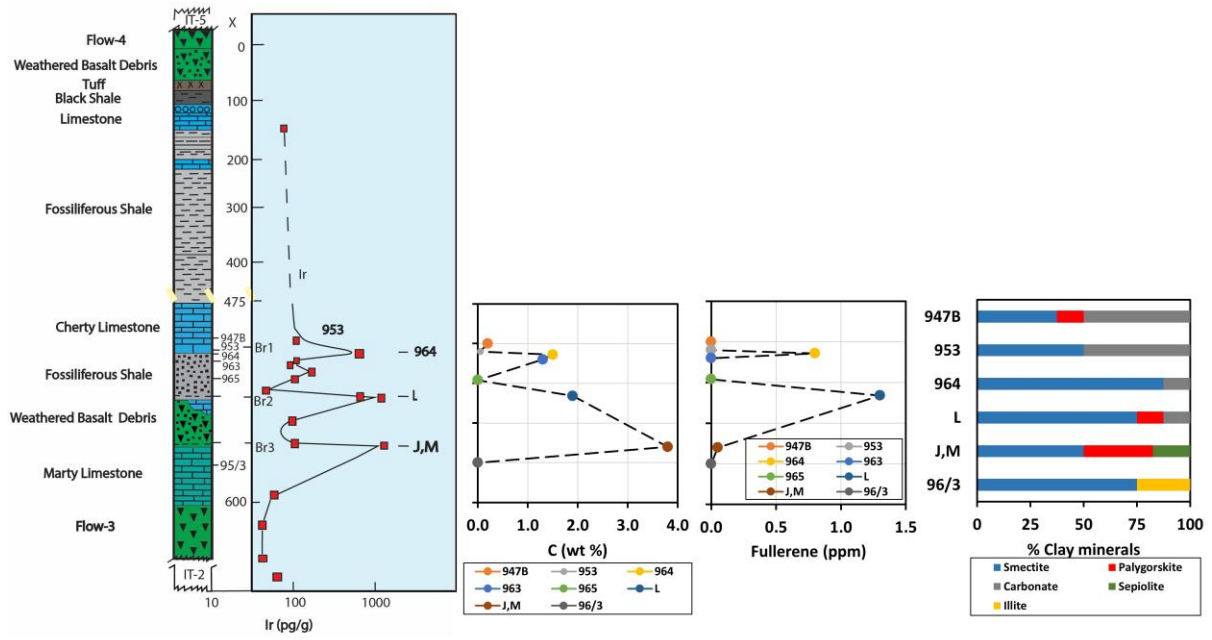 IT-5
X
Flow-4
Weathered Basalt Debris
Tuff
X X X
Black Shale
Limestone
Fossiliferous Shale
Cherty Limestone
Fossiliferous Shale
Weathered Basalt Debris
Marty Limestone
Flow-3
IT-2
0
100
200
300
400
475
600
947B
953
964
963
965
95/3
Br1
Br2
Br3
Ir
953
964
L
J,M
10
100
1000
Ir (pg/g)
0.0
1.0
2.0
3.0
4.0
C (wt %)
947B
953
964
963
965
L
J,M
96/3
947B
953
964
963
965
L
J,M
96/3
0.0
0.5
1.0
1.5
Fullerene (ppm)
947B
953
964
L
J,M
96/3
0
25
50
75
100
% Clay minerals
Smectite
Palygorskite
Carbonate
Sepiolite
Illite